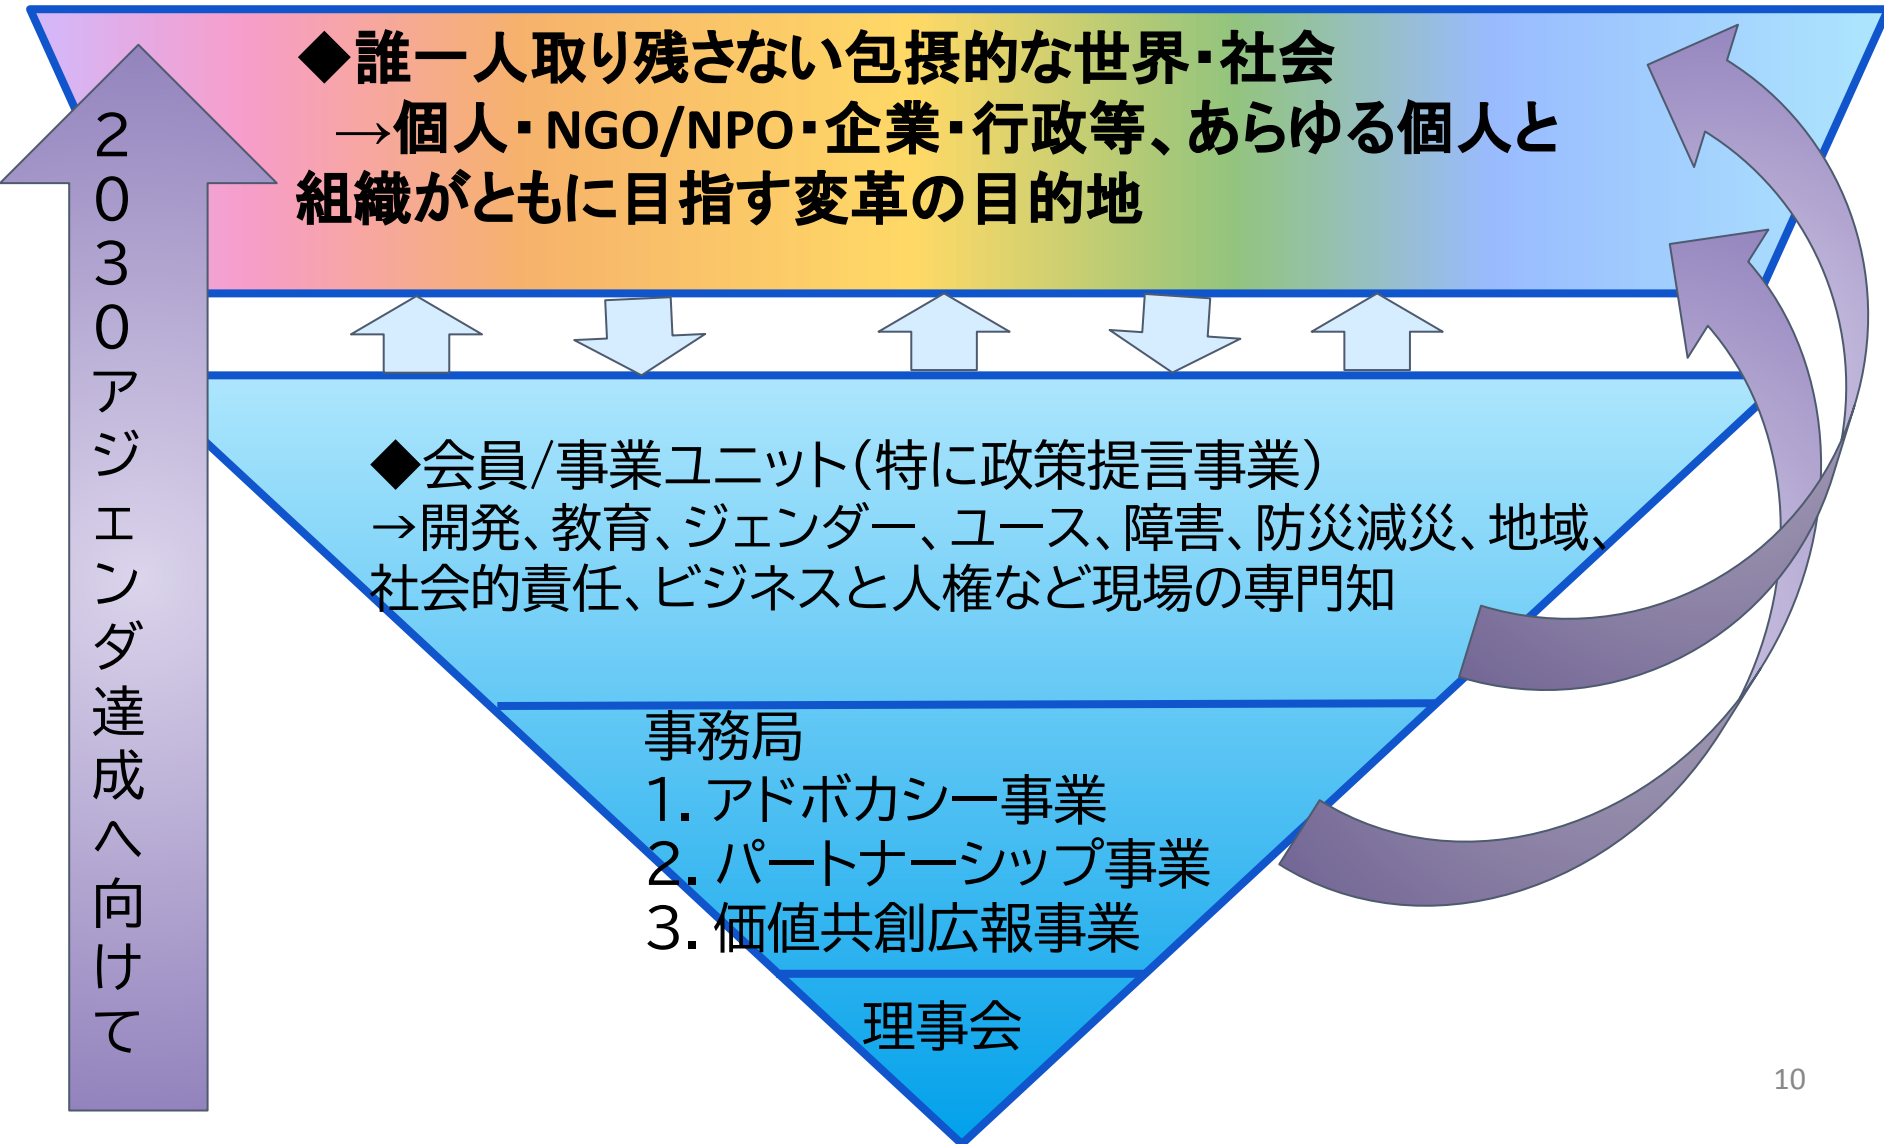 ◆誰一人取り残さない包摂的な世界・社会
→個人・NGO/NPO・企業・行政等、あらゆる個人と
組織がともに目指す変革の目的地
2030アジェンダ達成へ向けて
◆会員/事業ユニット(特に政策提言事業)
→開発、教育、ジェンダー、ユース、障害、防災減災、地域、
社会的責任、ビジネスと人権など現場の専門知
事務局
1. アドボカシー事業
2. パートナーシップ事業
3. 価値共創広報事業
理事会
10